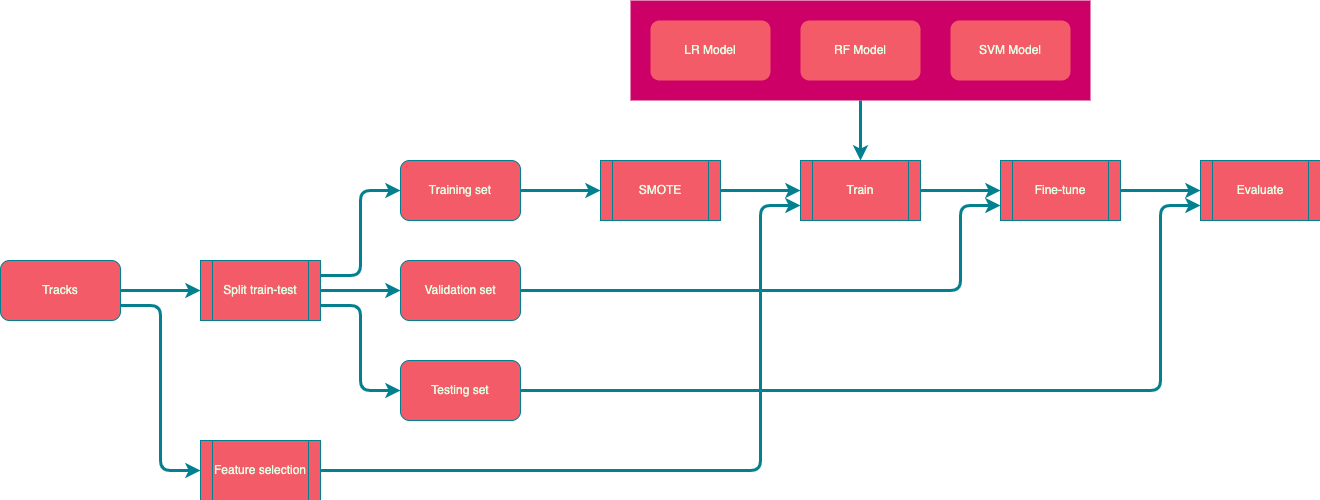 LR Model
RF Model
SVM Model
Training set
SMOTE
Train
Fine-tune
Evaluate
Tracks
Split train-test
Validation set
Testing set
Feature selection